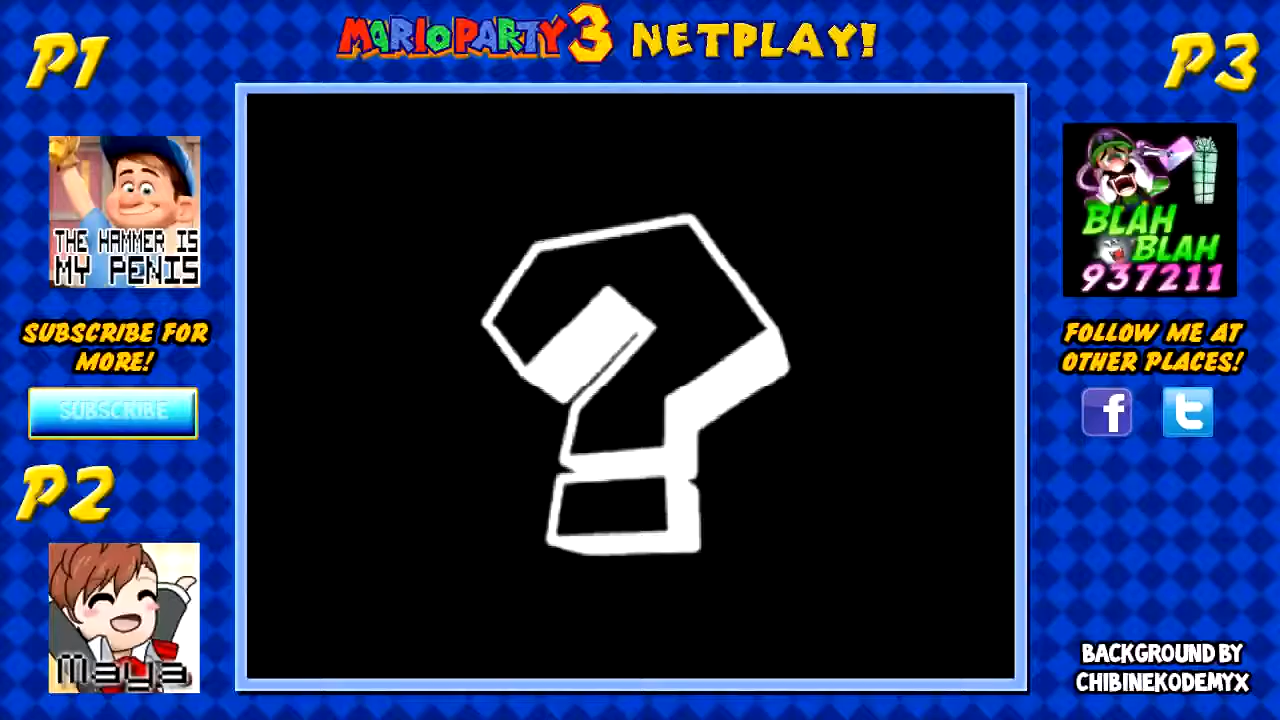 P1
MARIO PARTY 3 NETPLAY!
P3
THE HAMMER IS
MY PENIS
BLAH
BLAH
937211
SUBSCRIBE FOR
MORE!
SUBSCRIBE
FOLLOW ME AT
OTHER PLACES!
f
t
P2
?
Maya
BACKGROUND BY
CHIBINEKODEMYX